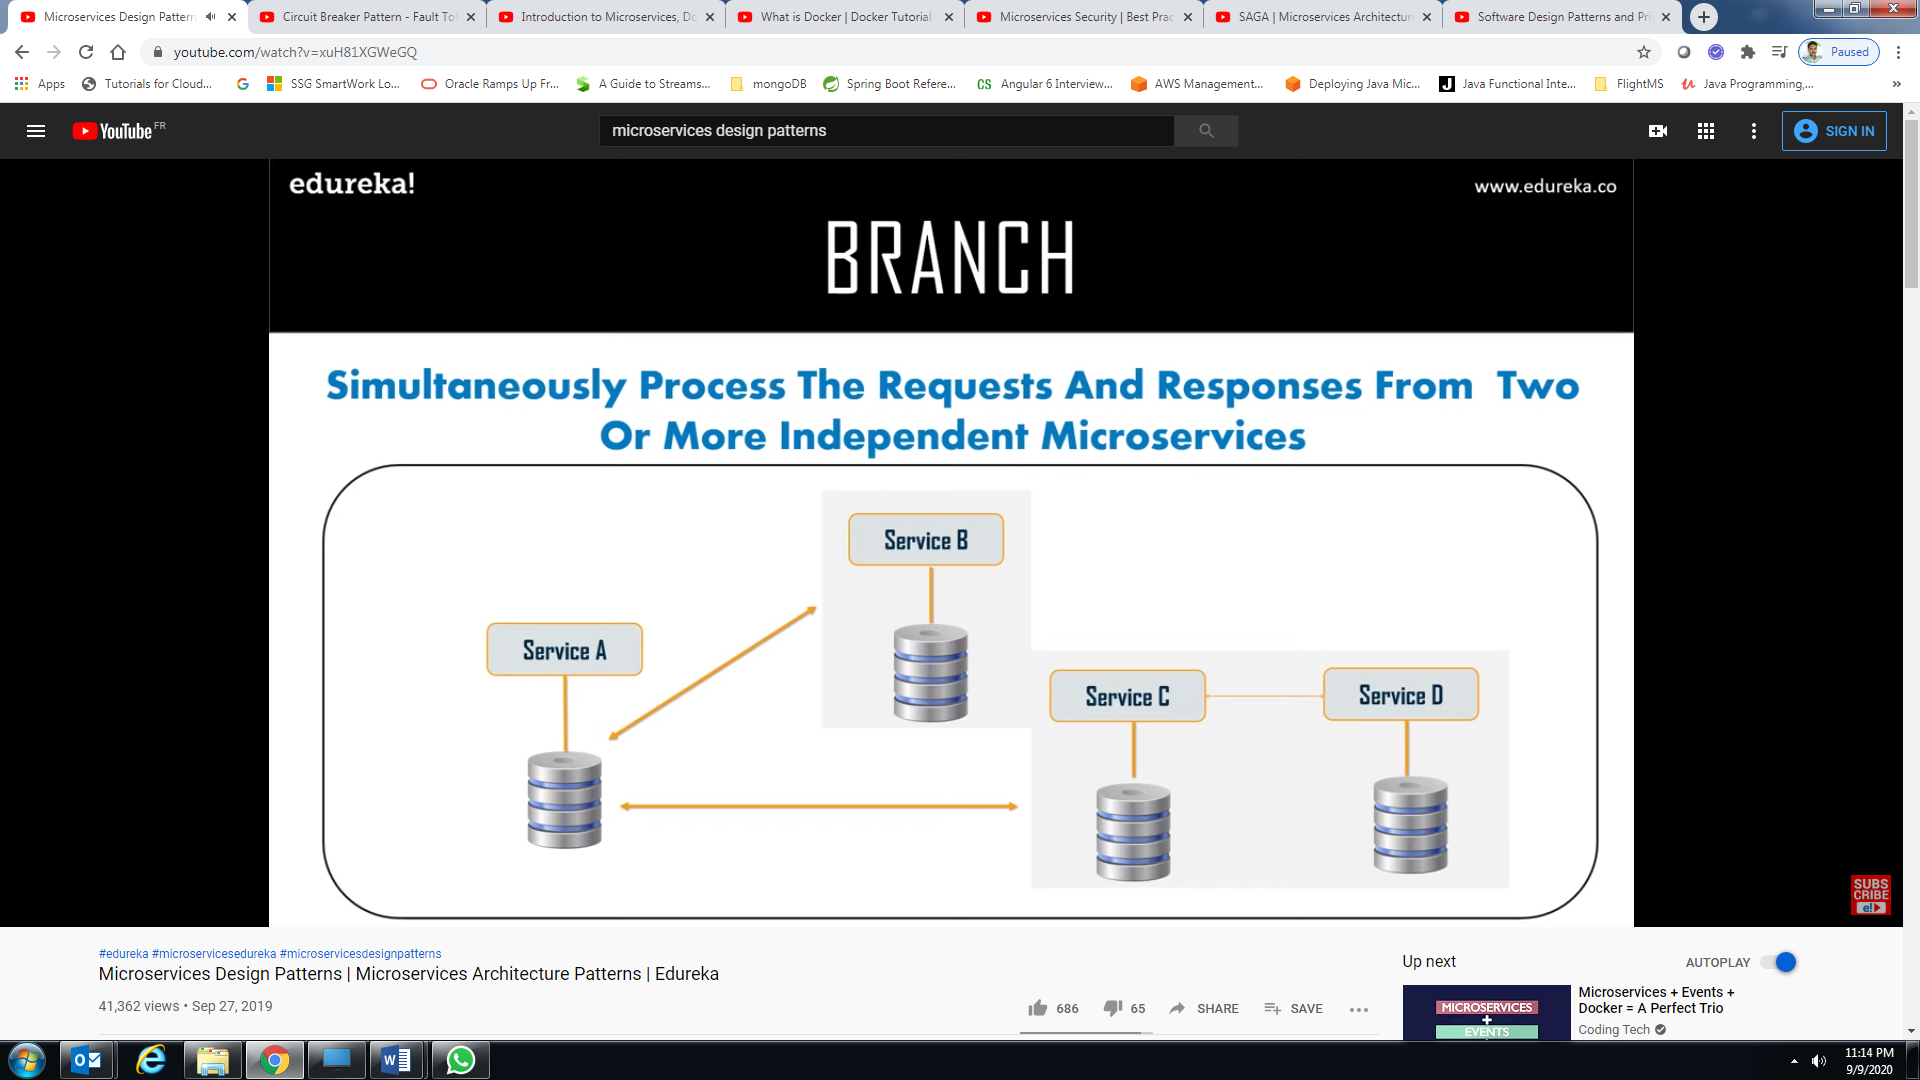 Microservices Design Pattern
Circuit Breaker Pattern - Fault Tol
Introduction to Microservices, Do
What is Docker | Docker Tutorial
Microservices Security | Best Prac
SAGA | Microservices Architectur
Software Design Patterns and Pri
youtube.com/watch?v=xuH81XGWeGQ
Paused
Apps
Tutorials for Cloud...
SSG SmartWork Lo...
Oracle Ramps Up Fr...
A Guide to Streams...
mongoDB
Spring Boot Refere...
CS Angular 6 Interview...
AWS Management...
Deploying Java Mic...
J Java Functional Inte...
FlightMS
Java Programming,...
»
YouTube FR
microservices design patterns
SIGN IN
edureka!
www.edureka.co
BRANCH
Simultaneously Process The Requests And Responses From Two
Or More Independent Microservices
Service B
Service A
Service C
Service D
SUBS
CRIBE
e!
#edureka #microservicesedureka #microservicesdesignpatterns
Microservices Design Patterns | Microservices Architecture Patterns | Edureka
41,362 views • Sep 27, 2019
686
65
SHARE
SAVE
Up next
AUTOPLAY
MICROSERVICES
+
EVENTS
Microservices + Events +
Docker = A Perfect Trio
Coding Tech
11:14 PM
9/9/2020